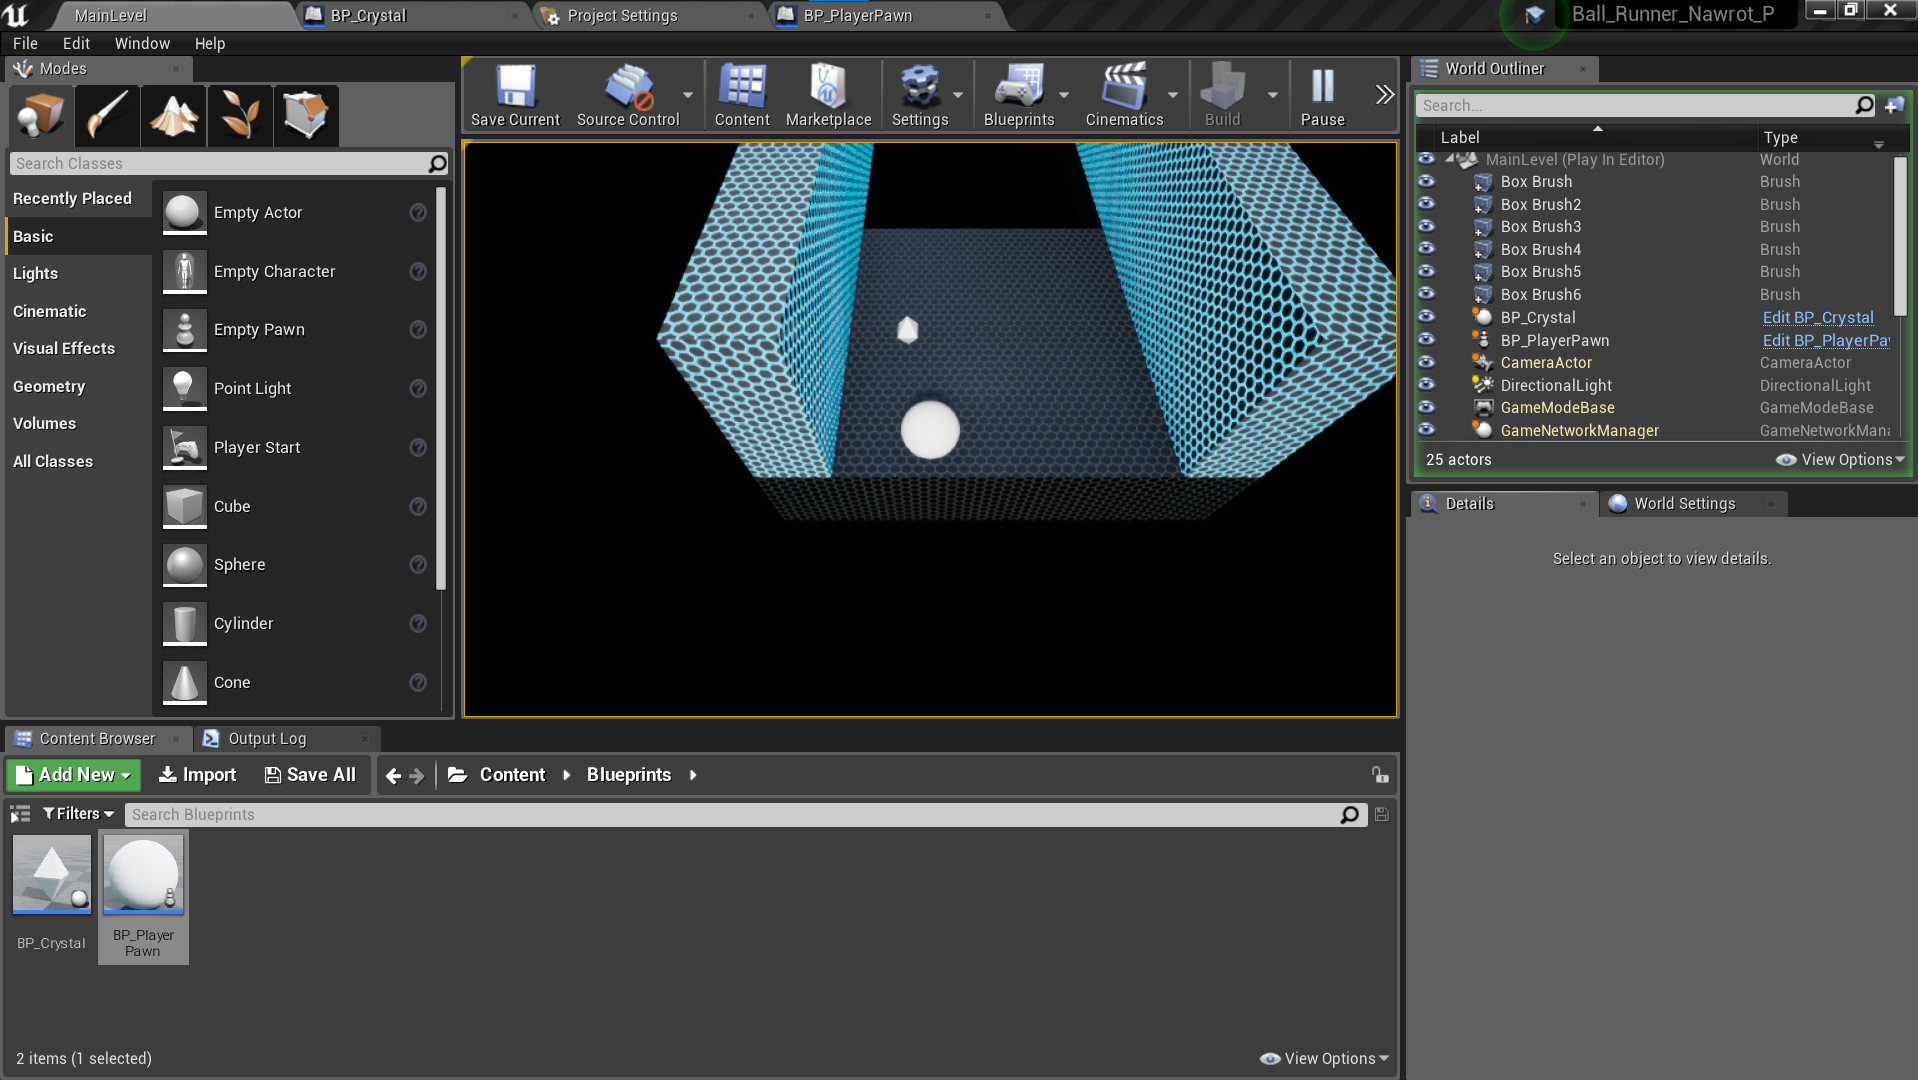 MainLevel
BP_Crystal
Project Settings
BP_PlayerPawn
Ball_Runner_Nawrot_P
File Edit Window Help
Modes
Search Classes
Recently Placed
Basic
Lights
Cinematic
Visual Effects
Geometry
Volumes
All Classes
Empty Actor
Empty Character
Empty Pawn
Point Light
Player Start
Cube
Sphere
Cylinder
Cone
Save Current
Source Control
Content
Marketplace
Settings
Blueprints
Cinematics
Build
Pause
World Outliner
Search...
Label Type
MainLevel (Play In Editor) World
Box Brush Brush
Box Brush2 Brush
Box Brush3 Brush
Box Brush4 Brush
Box Brush5 Brush
Box Brush6 Brush
BP_Crystal Edit BP_Crystal
BP_PlayerPawn Edit BP_PlayerPa
CameraActor CameraActor
DirectionalLight DirectionalLight
GameModeBase GameModeBase
GameNetworkManager GameNetworkMana
25 actors
View Options
Details
World Settings
Select an object to view details.
Content Browser
Output Log
Add New
Import
Save All
Content
Blueprints
Filters
Search Blueprints
BP_Crystal
BP_Player
Pawn
2 items (1 selected)
View Options